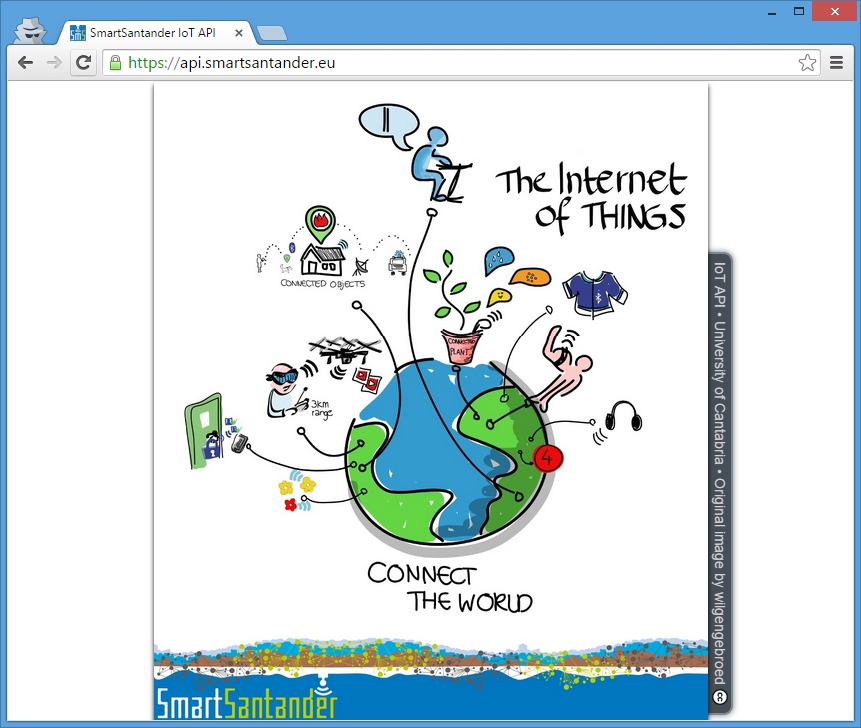 SmartSantander IoT API
https://api.smartsantander.eu
The Internet
of THINGS
CONNECTED OBJECTS
CONNECTED
PLANT
3km
range
4
CONNECT
THE WORLD
IoT API • University of Cantabria • Original image by wilgengebroed
SmartSantander